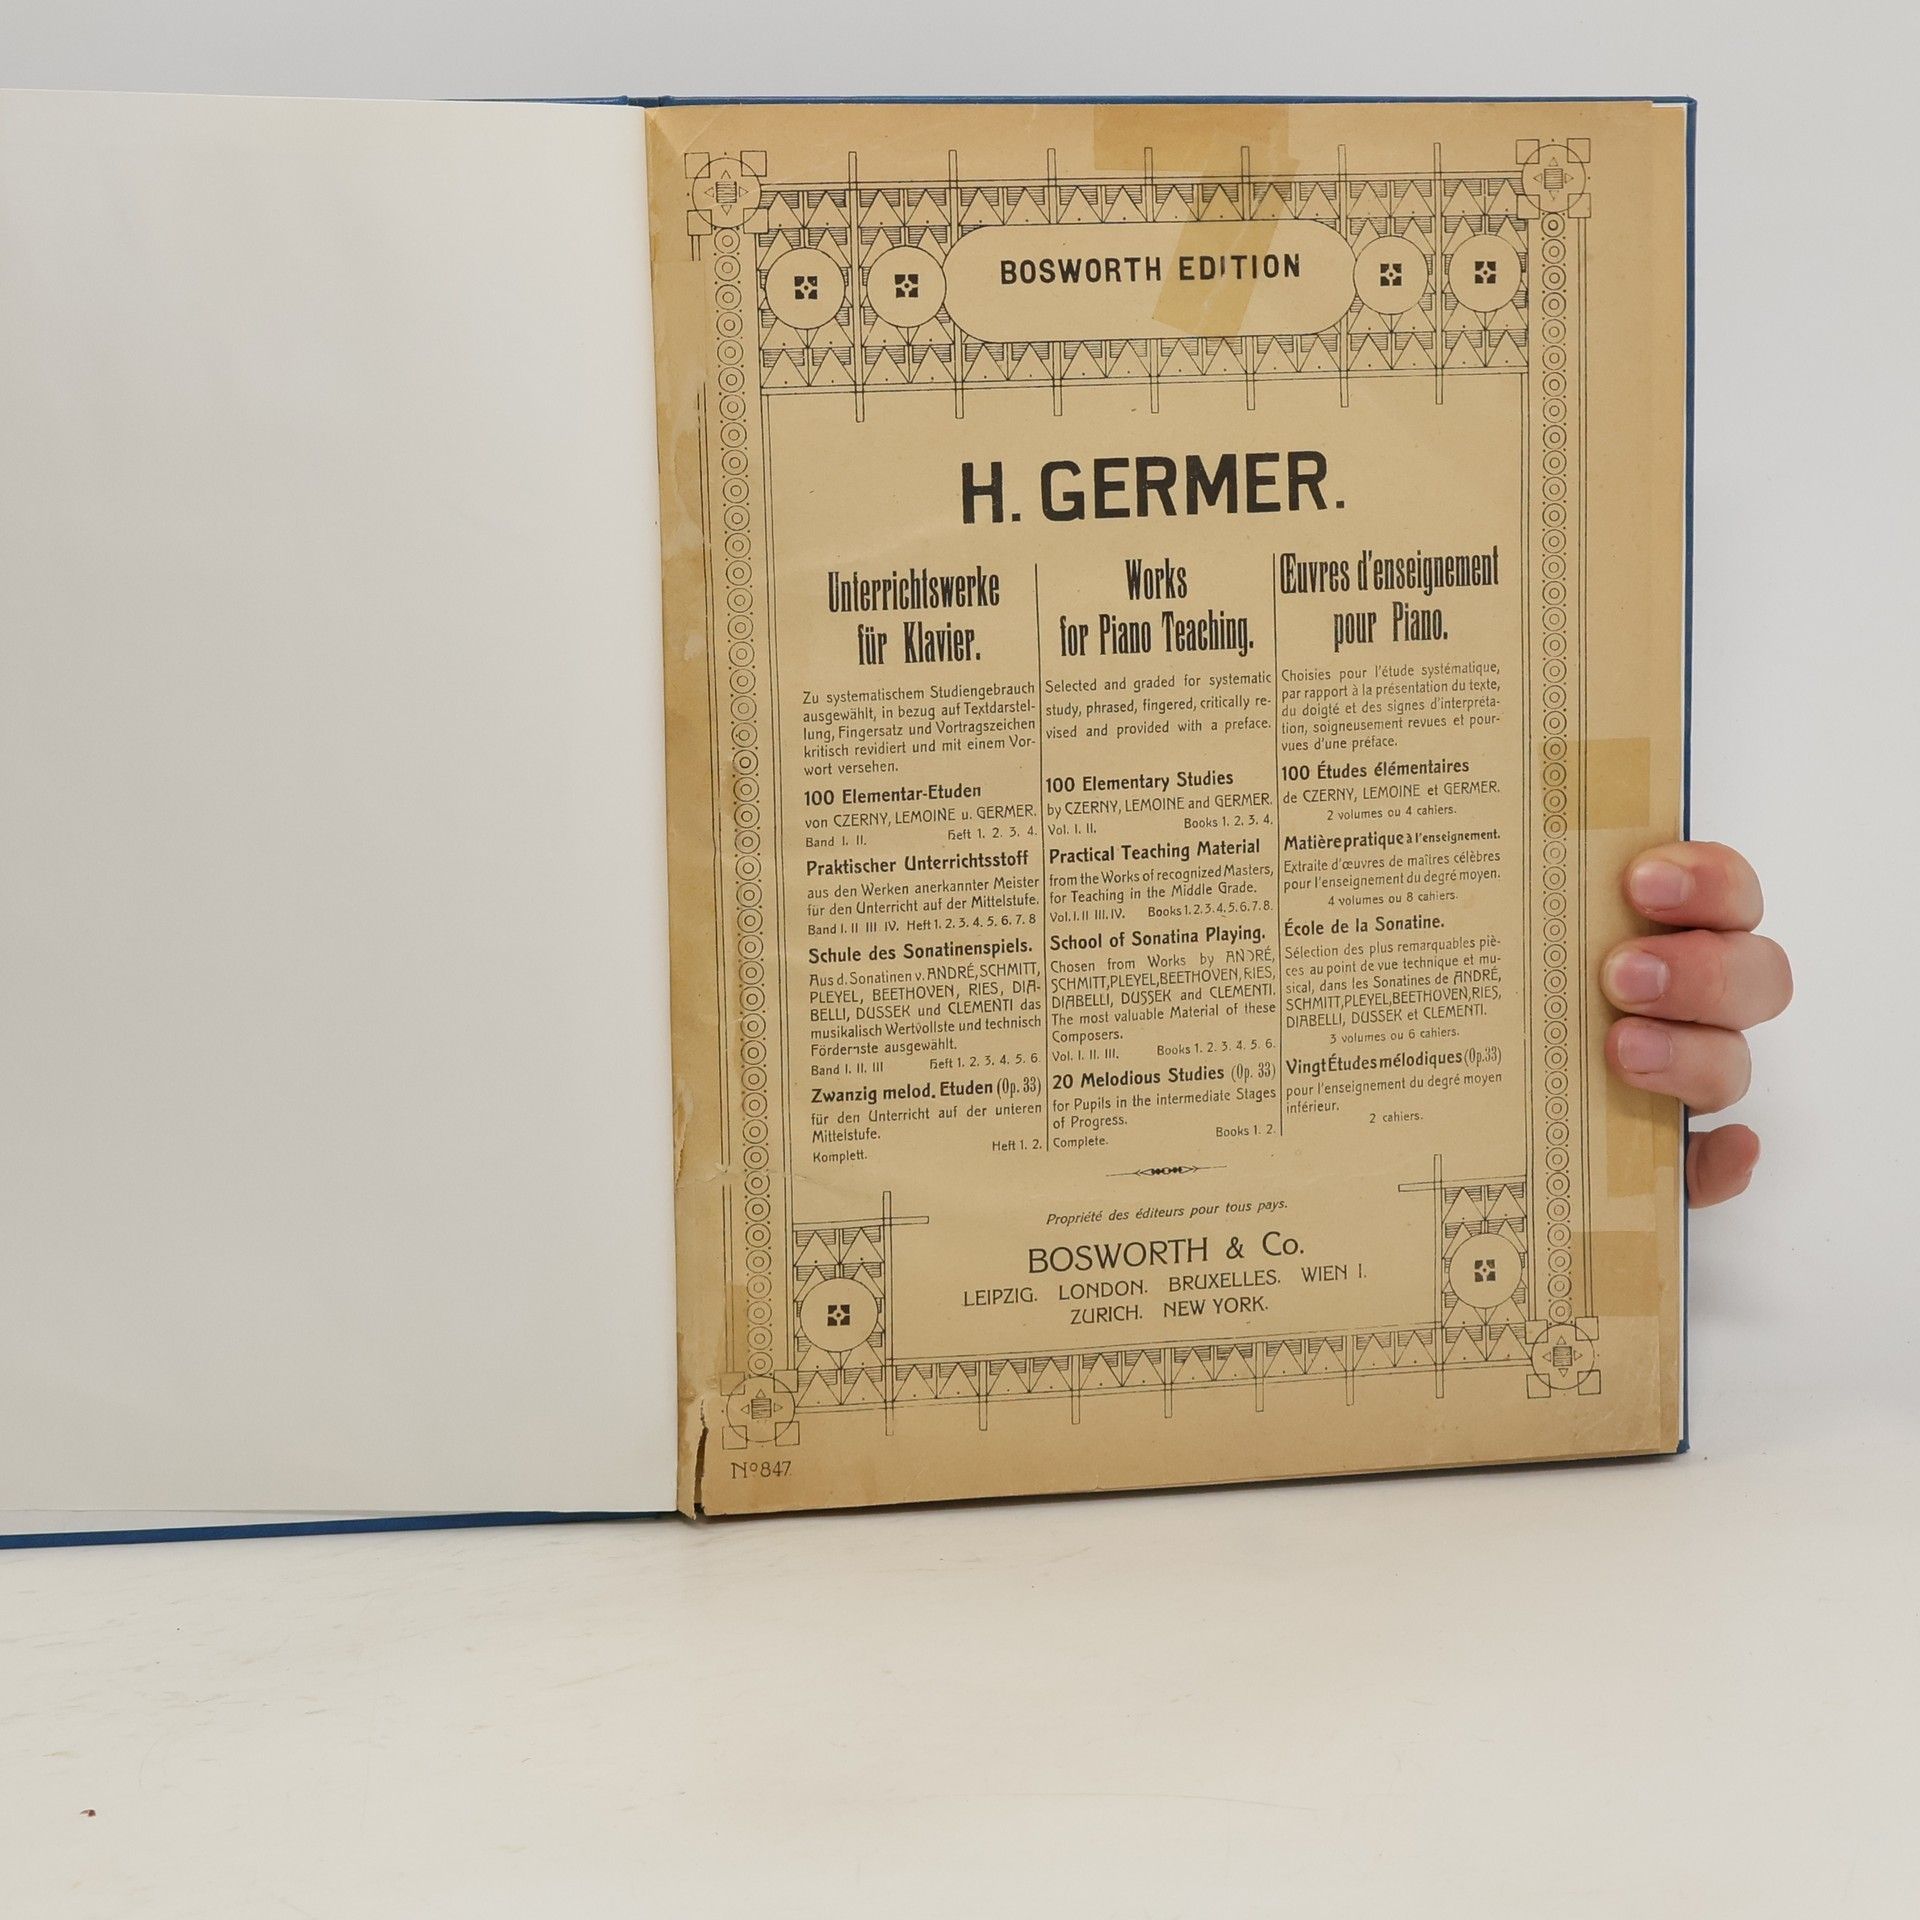 BOSWORTH EDITION
H. GERMER.
Unterrichtswerke
für Klavier.
Zu systematischem Studiengebrauch
ausgewählt, in bezug auf Textdarstel-
lung, Fingersatz und Vortragszeichen
kritisch revidiert und mit einem Vor-
wort versehen.
100 Elementar-Etuden
von CZERNY, LEMOINE u. GERMER.
Band I. II. Heft 1. 2. 3. 4.
Praktischer Unterrichtsstoff
aus den Werken anerkannter Meister
für den Unterricht auf der Mittelstufe.
Band I. II III IV. Heft 1. 2. 3. 4. 5. 6. 7. 8
Schule des Sonatinenspiels.
Aus d. Sonatinen v. ANDRÉ, SCHMITT,
PLEYEL, BEETHOVEN, RIES, DIA-
BELLI, DUSSEK und CLEMENTI das
musikalisch Wertvollste und technisch
Fördernste ausgewählt.
Band I. II. III Heft 1. 2. 3. 4. 5. 6.
Zwanzig melod. Etuden (Op. 33)
für den Unterricht auf der unteren
Mittelstufe.
Heft 1. 2.
Komplett.
Works
for Piano Teaching.
Selected and graded for systematic
study, phrased, fingered, critically re-
vised and provided with a preface.
100 Elementary Studies
by CZERNY, LEMOINE and GERMER.
Vol. I. II. Books 1. 2. 3. 4.
Practical Teaching Material
from the Works of recognized Masters,
for Teaching in the Middle Grade.
Vol. I. II III. IV. Books 1. 2. 3. 4. 5. 6. 7. 8.
School of Sonatina Playing.
Chosen from Works by ANDRÉ,
SCHMITT, PLEYEL, BEETHOVEN, RIES,
DIABELLI, DUSSEK and CLEMENTI.
The most valuable Material of these
Composers.
Vol. I. II. III. Books 1. 2. 3. 4. 5. 6.
20 Melodious Studies (Op. 33)
for Pupils in the intermediate Stages
of Progress.
Complete. Books 1. 2.
Œuvres d'enseignement
pour Piano.
Choisies pour l'étude systématique,
par rapport à la présentation du texte,
du doigté et des signes d'interpréta-
tion, soigneusement revues et pour-
vues d'une préface.
100 Études élémentaires
de CZERNY, LEMOINE et GERMER.
2 volumes ou 4 cahiers.
Matière pratique à l'enseignement.
Extraite d'œuvres de maîtres célèbres
pour l'enseignement du degré moyen.
4 volumes ou 8 cahiers.
École de la Sonatine.
Sélection des plus remarquables piè-
ces au point de vue technique et mu-
sical, dans les Sonatines de ANDRÉ,
SCHMITT, PLEYEL, BEETHOVEN, RIES,
DIABELLI, DUSSEK et CLEMENTI.
3 volumes ou 6 cahiers.
Vingt Études mélodiques (Op. 33)
pour l'enseignement du degré moyen
inférieur.
2 cahiers.
Propriété des éditeurs pour tous pays.
BOSWORTH & Co.
LEIPZIG. LONDON. BRUXELLES. WIEN I.
ZURICH. NEW YORK.
Nº 847.